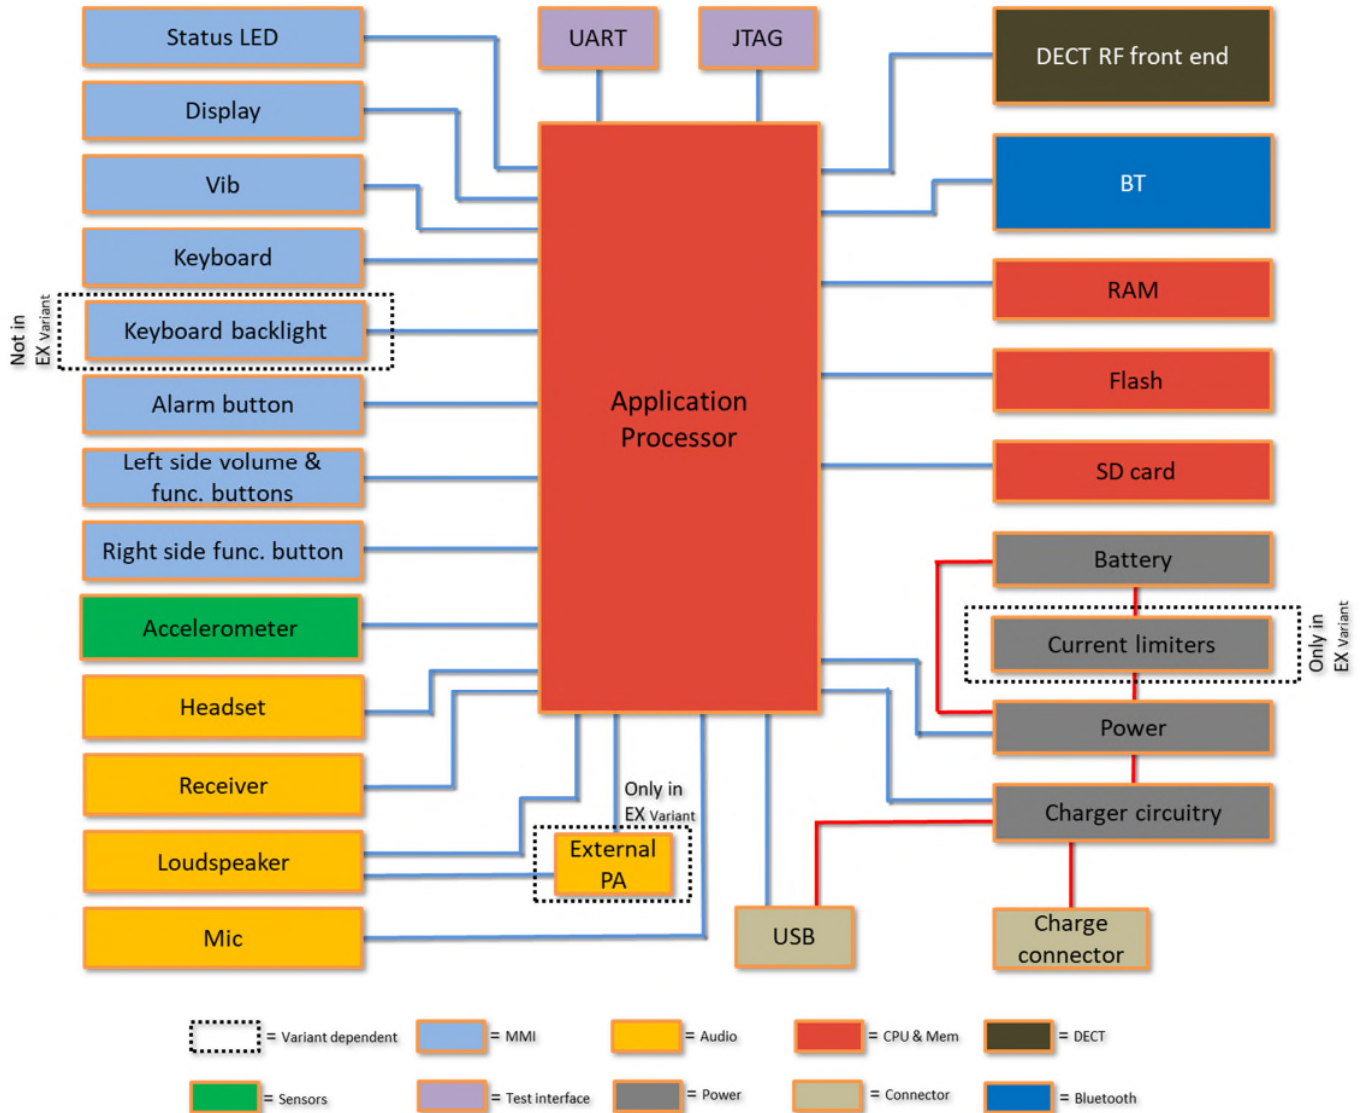 Status LED
UART
JTAG
DECT RF front end
Display
Vib
BT
Keyboard
RAM
Not in
EX Variant
Keyboard backlight
Flash
Alarm button
Application
Processor
Left side volume &
func. buttons
SD card
Right side func. button
Battery
Accelerometer
Current limiters
Only in
EX Variant
Headset
Power
Receiver
Only in
EX Variant
Charger circuitry
Loudspeaker
External
PA
Mic
USB
Charge
connector
= Variant dependent
= MMI
= Audio
= CPU & Mem
= DECT
= Sensors
= Test interface
= Power
= Connector
= Bluetooth